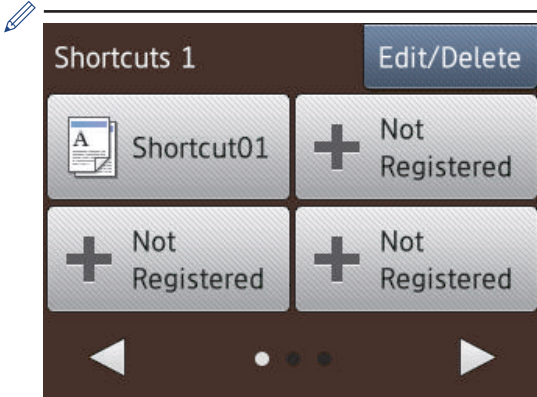 Shortcuts 1
Edit/Delete
A
Shortcut01
Not
Registered
Not
Registered
Not
Registered